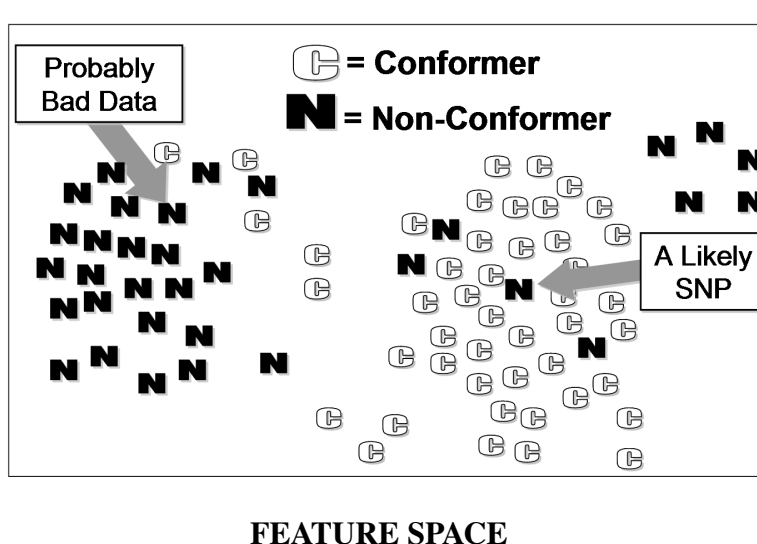 Probably
Bad Data
C = Conformer
N = Non-Conformer
A Likely
SNP
FEATURE SPACE